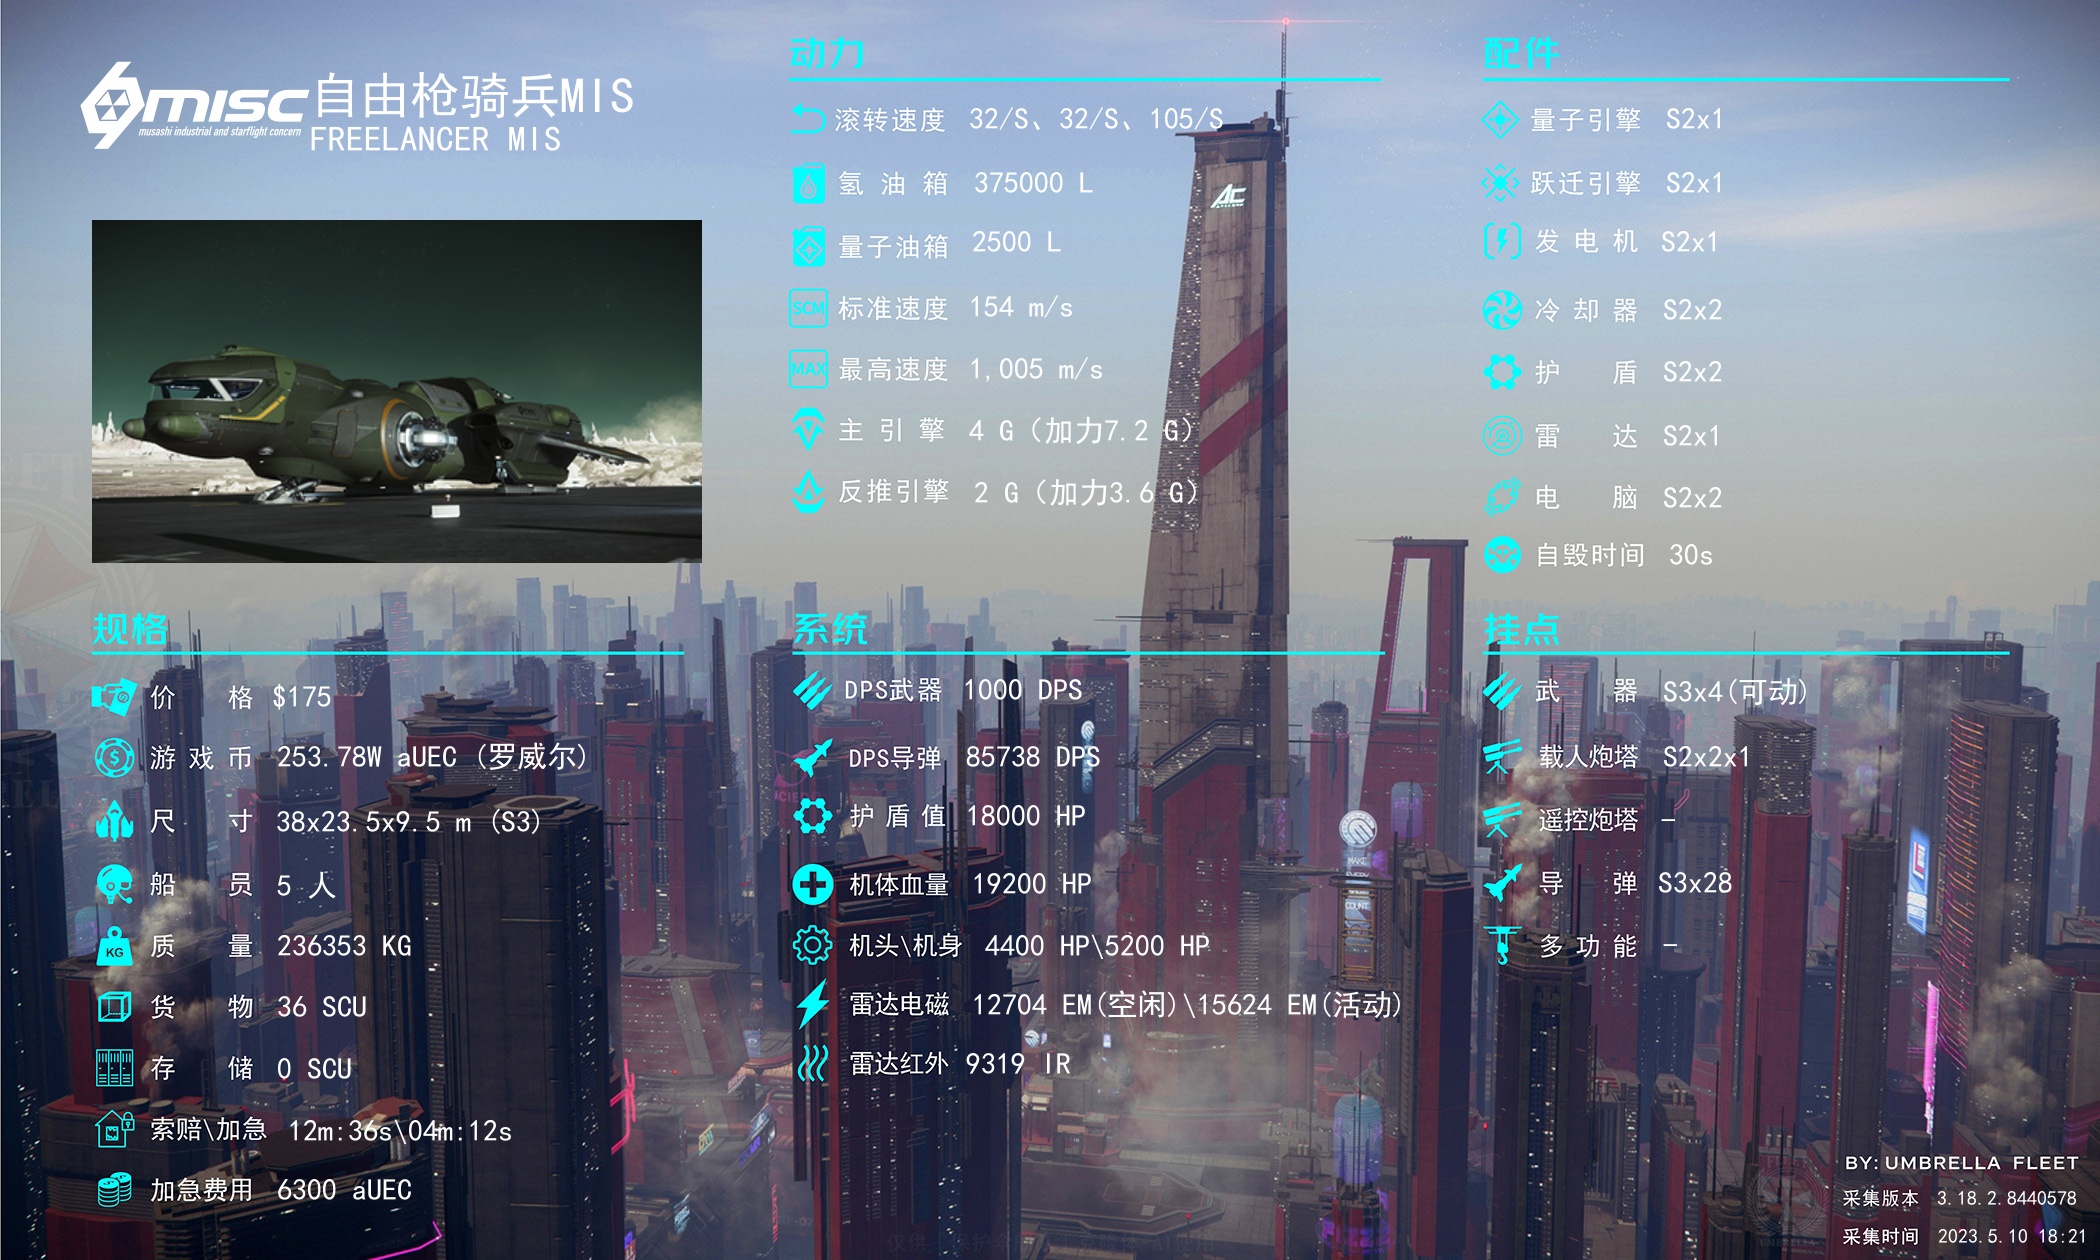 misc
musashi industrial and starflight concern
自由枪骑兵MIS
FREELANCER MIS
动力
滚转速度 32/S、32/S、105/S
氢油箱 375000 L
量子油箱 2500 L
SCM 标准速度 154 m/s
MAX 最高速度 1,005 m/s
主引擎 4 G（加力7.2 G）
反推引擎 2 G（加力3.6 G）
配件
量子引擎 S2x1
跃迁引擎 S2x1
发电机 S2x1
冷却器 S2x2
护盾 S2x2
雷达 S2x1
电脑 S2x2
自毁时间 30s
规格
价格 $175
游戏币 253.78W aUEC (罗威尔)
尺寸 38x23.5x9.5 m (S3)
船员 5 人
KG 质量 236353 KG
货物 36 SCU
存储 0 SCU
索赔\加急 12m:36s\04m:12s
加急费用 6300 aUEC
系统
DPS武器 1000 DPS
DPS导弹 85738 DPS
护盾值 18000 HP
机体血量 19200 HP
机头\机身 4400 HP\5200 HP
雷达电磁 12704 EM(空闲)\15624 EM(活动)
雷达红外 9319 IR
挂点
武器 S3x4(可动)
载人炮塔 S2x2x1
遥控炮塔 -
导弹 S3x28
多功能 -
AC
MAKE
EVERY
COUNT
BY: UMBRELLA FLEET
采集版本 3.18.2.8440578
采集时间 2023.5.10 18:21